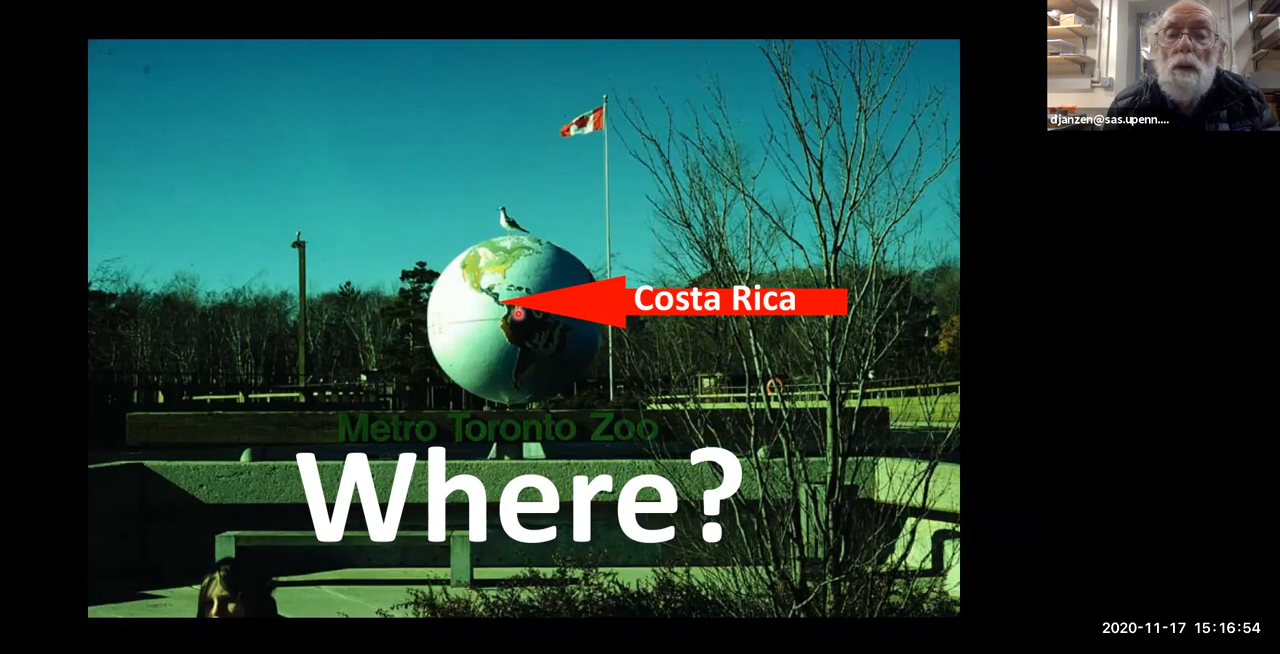 djanzen@sas.upenn....
Costa Rica
Metro Toronto Zoo
Where?
2020-11-17 15:16:54